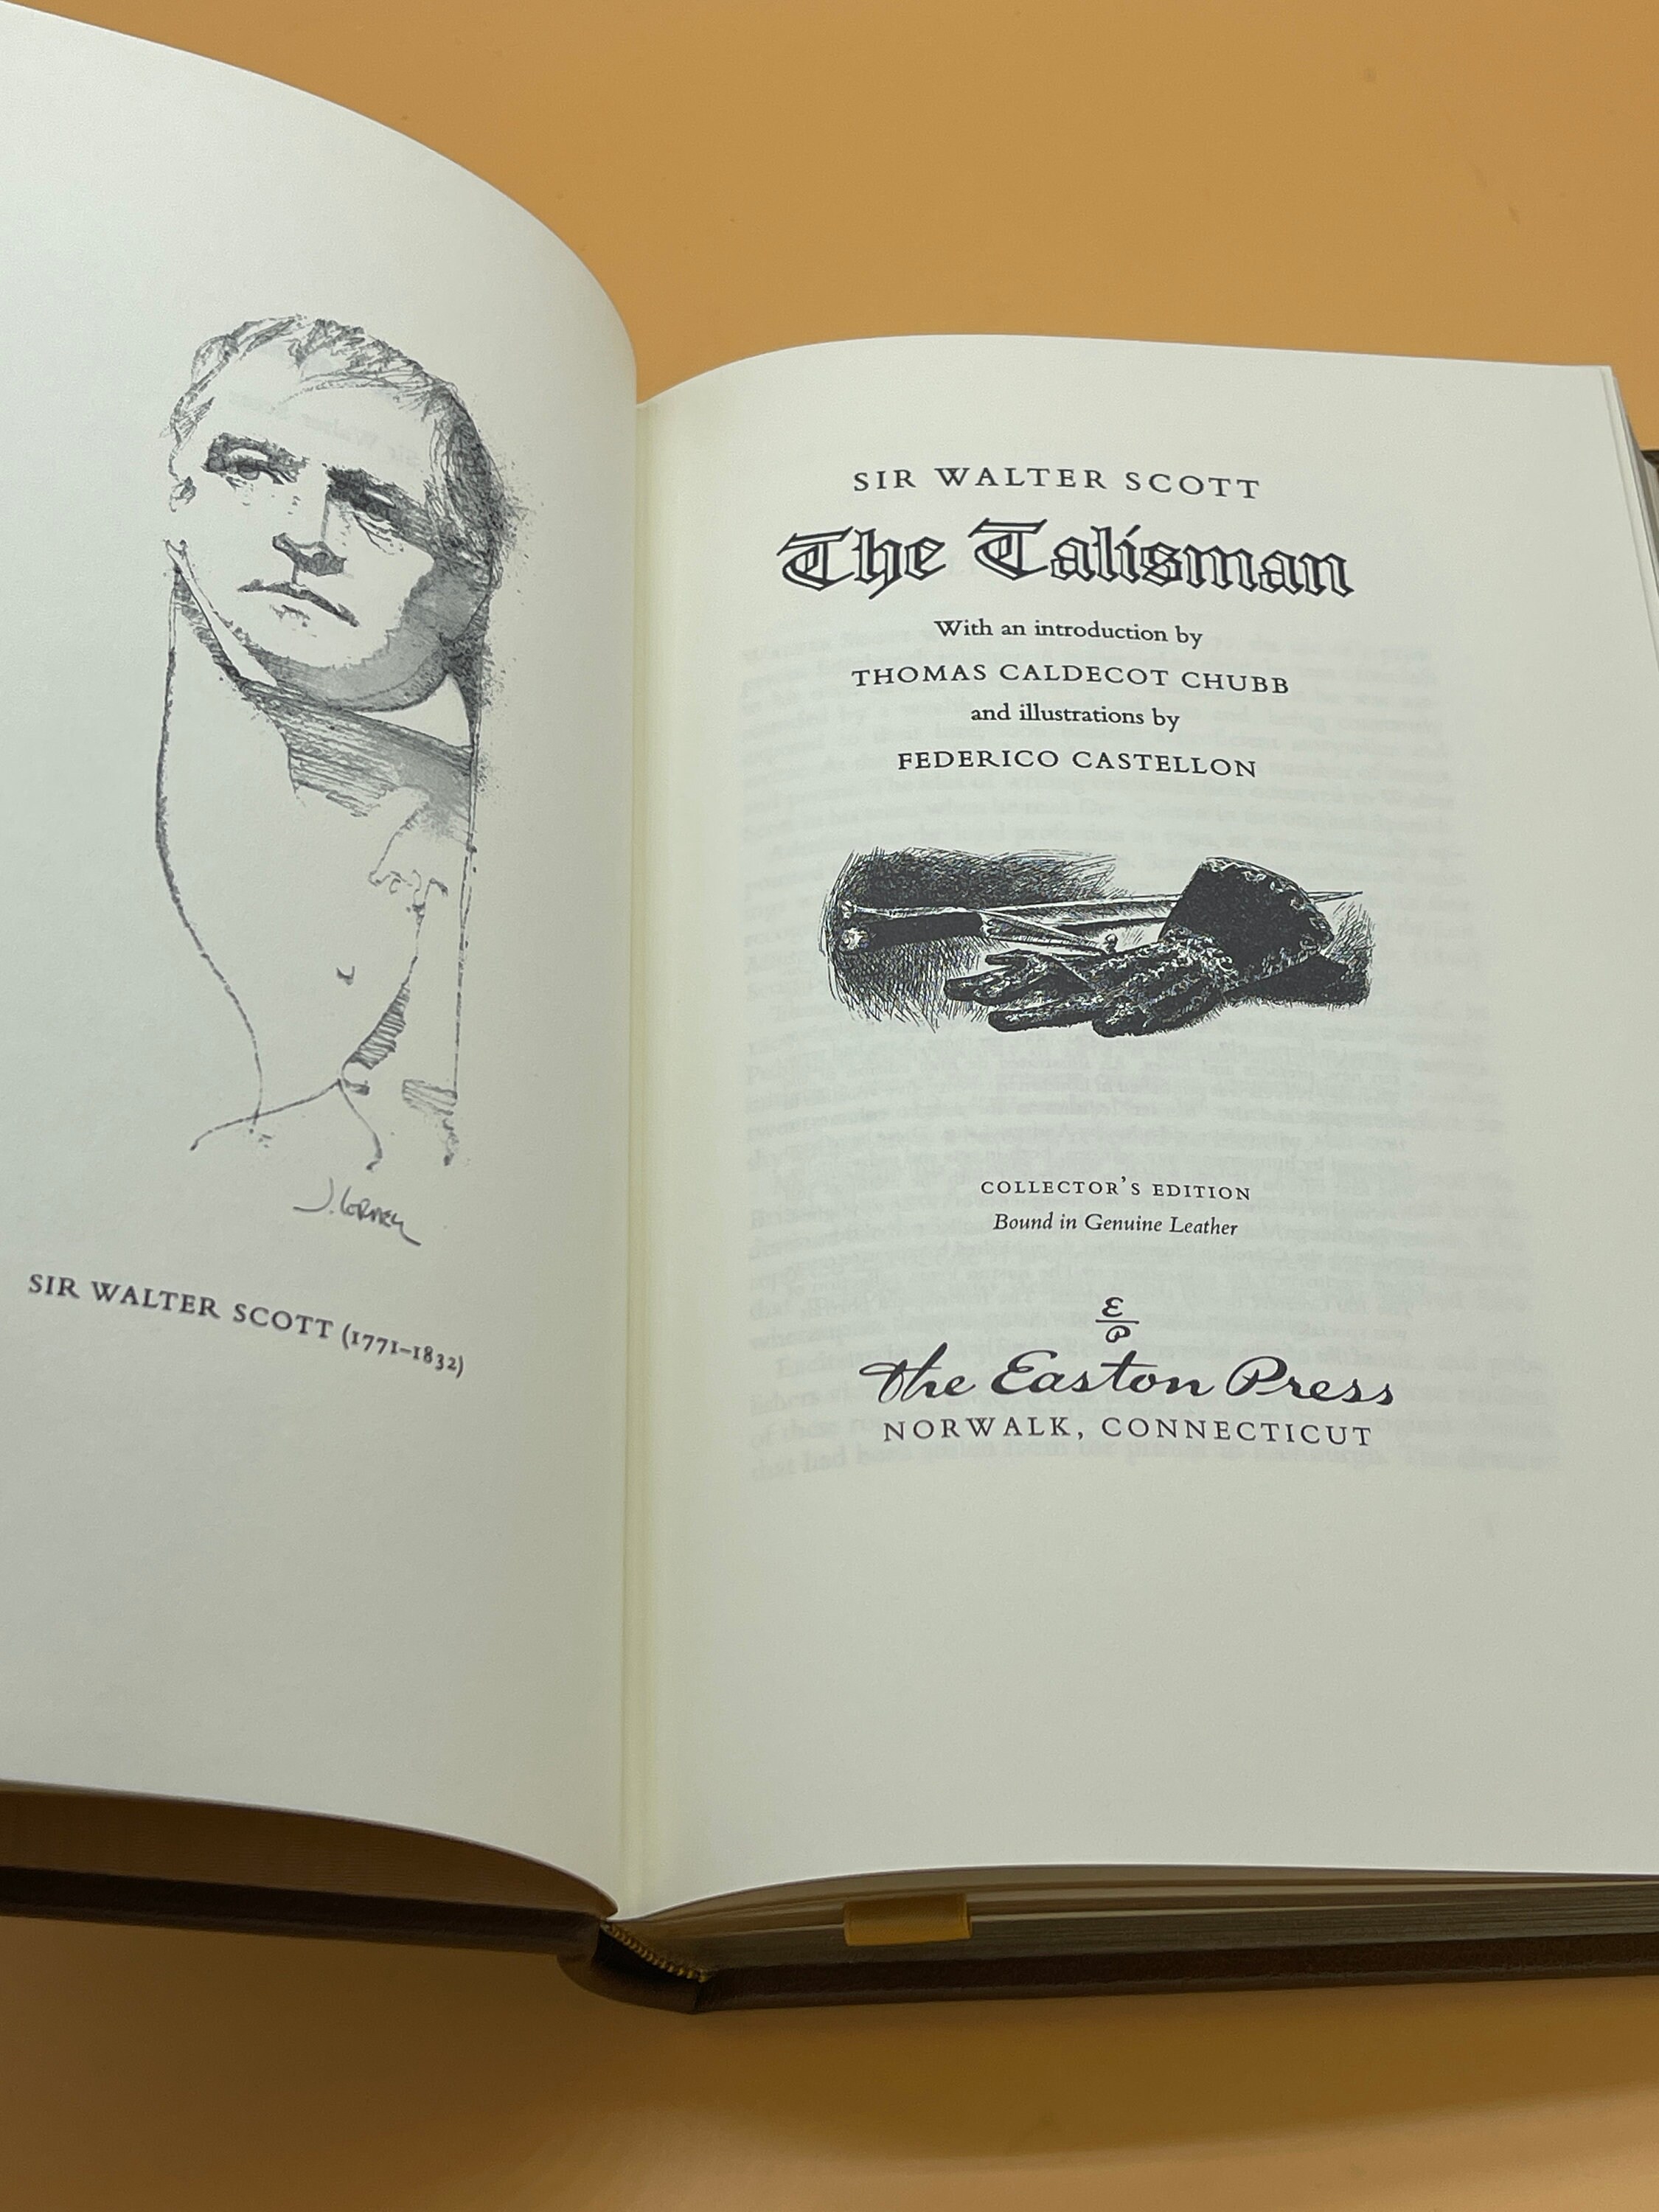 SIR WALTER SCOTT (1771–1832)
SIR WALTER SCOTT
The Talisman
With an introduction by
THOMAS CALDECOT CHUBB
and illustrations by
FEDERICO CASTELLON
COLLECTOR'S EDITION
Bound in Genuine Leather
E
P
The Easton Press
NORWALK, CONNECTICUT